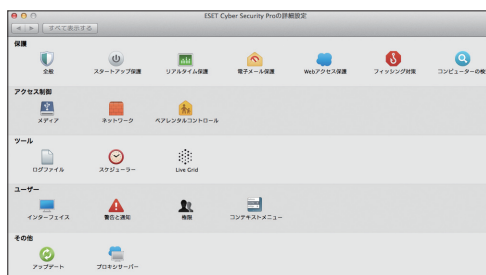 ESET Cyber Security Proの詳細設定
すべて表示する
保護
全般 スタートアップ保護 リアルタイム保護 電子メール保護 Webアクセス保護 フィッシング対策 コンピューターの検
アクセス制御
メディア ネットワーク ペアレンタルコントロール
ツール
ログファイル スケジューラー Live Grid
ユーザー
インターフェイス 警告と通知 権限 コンテキストメニュー
その他
アップデート プロキシサーバー